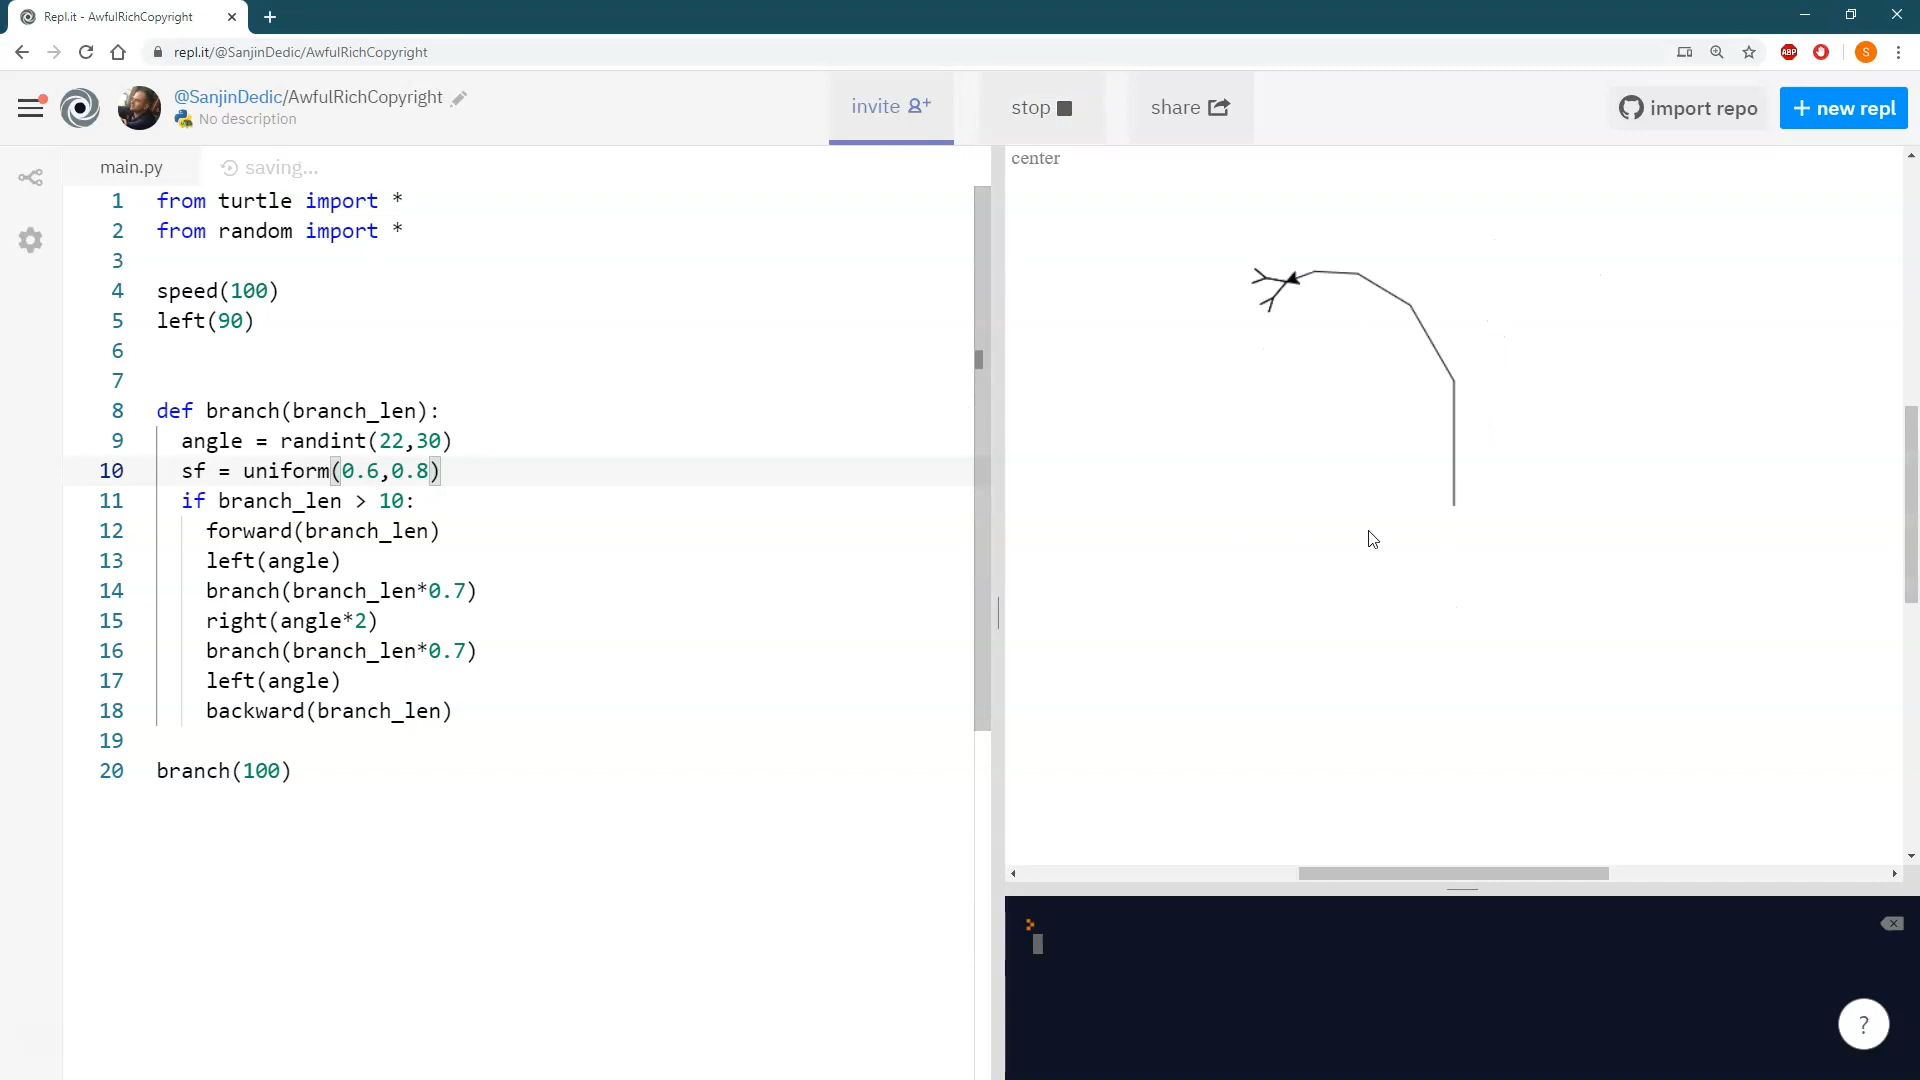 Repl.it - AwfulRichCopyright
repl.it/@SanjinDedic/AwfulRichCopyright
ABP
S
@SanjinDedic/AwfulRichCopyright
No description
invite
stop
share
import repo
+ new repl
main.py
saving...
center
1 from turtle import *
2 from random import *
3
4 speed(100)
5 left(90)
6
7
8 def branch(branch_len):
9   angle = randint(22,30)
10   sf = uniform(0.6,0.8)
11   if branch_len > 10:
12     forward(branch_len)
13     left(angle)
14     branch(branch_len*0.7)
15     right(angle*2)
16     branch(branch_len*0.7)
17     left(angle)
18     backward(branch_len)
19
20 branch(100)
?